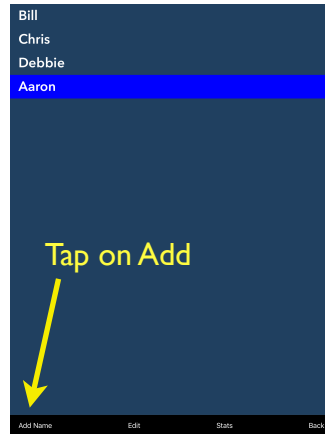 Bill
Chris
Debbie
Aaron
Tap on Add
Add Name Edit Stats Back